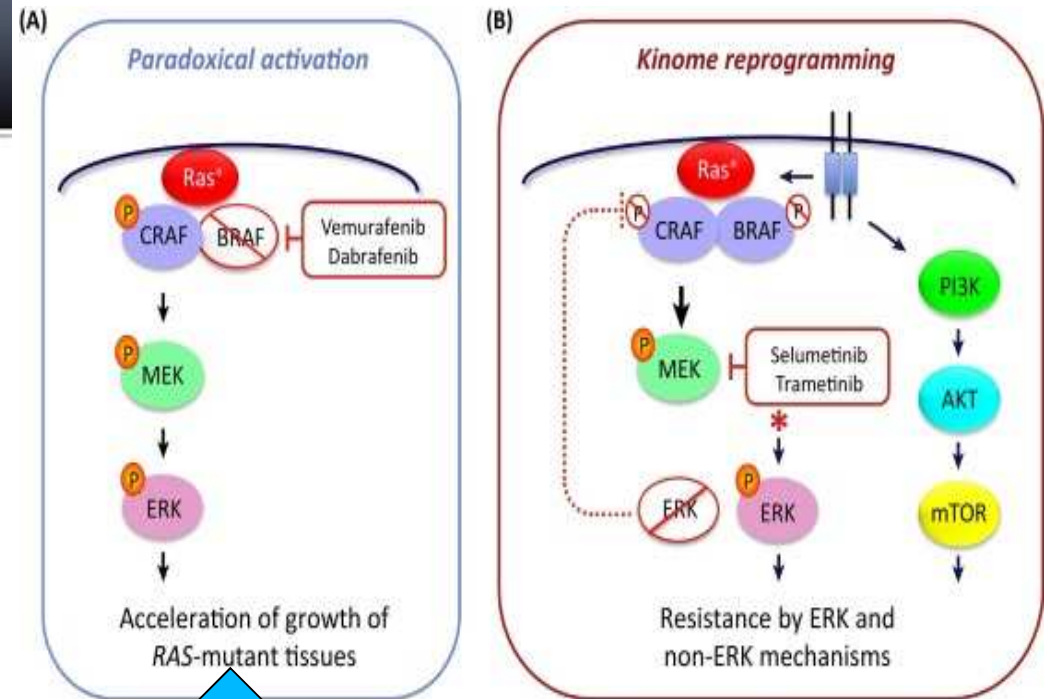 (A)
Paradoxical activation
Ras*
P
CRAF
BRAF
Vemurafenib
Dabrafenib
P
MEK
P
ERK
Acceleration of growth of
RAS-mutant tissues
(B)
Kinome reprogramming
Ras*
P
CRAF
BRAF
P
PI3K
P
MEK
Selumetinib
Trametinib
*
AKT
ERK
P
ERK
mTOR
Resistance by ERK and
non-ERK mechanisms